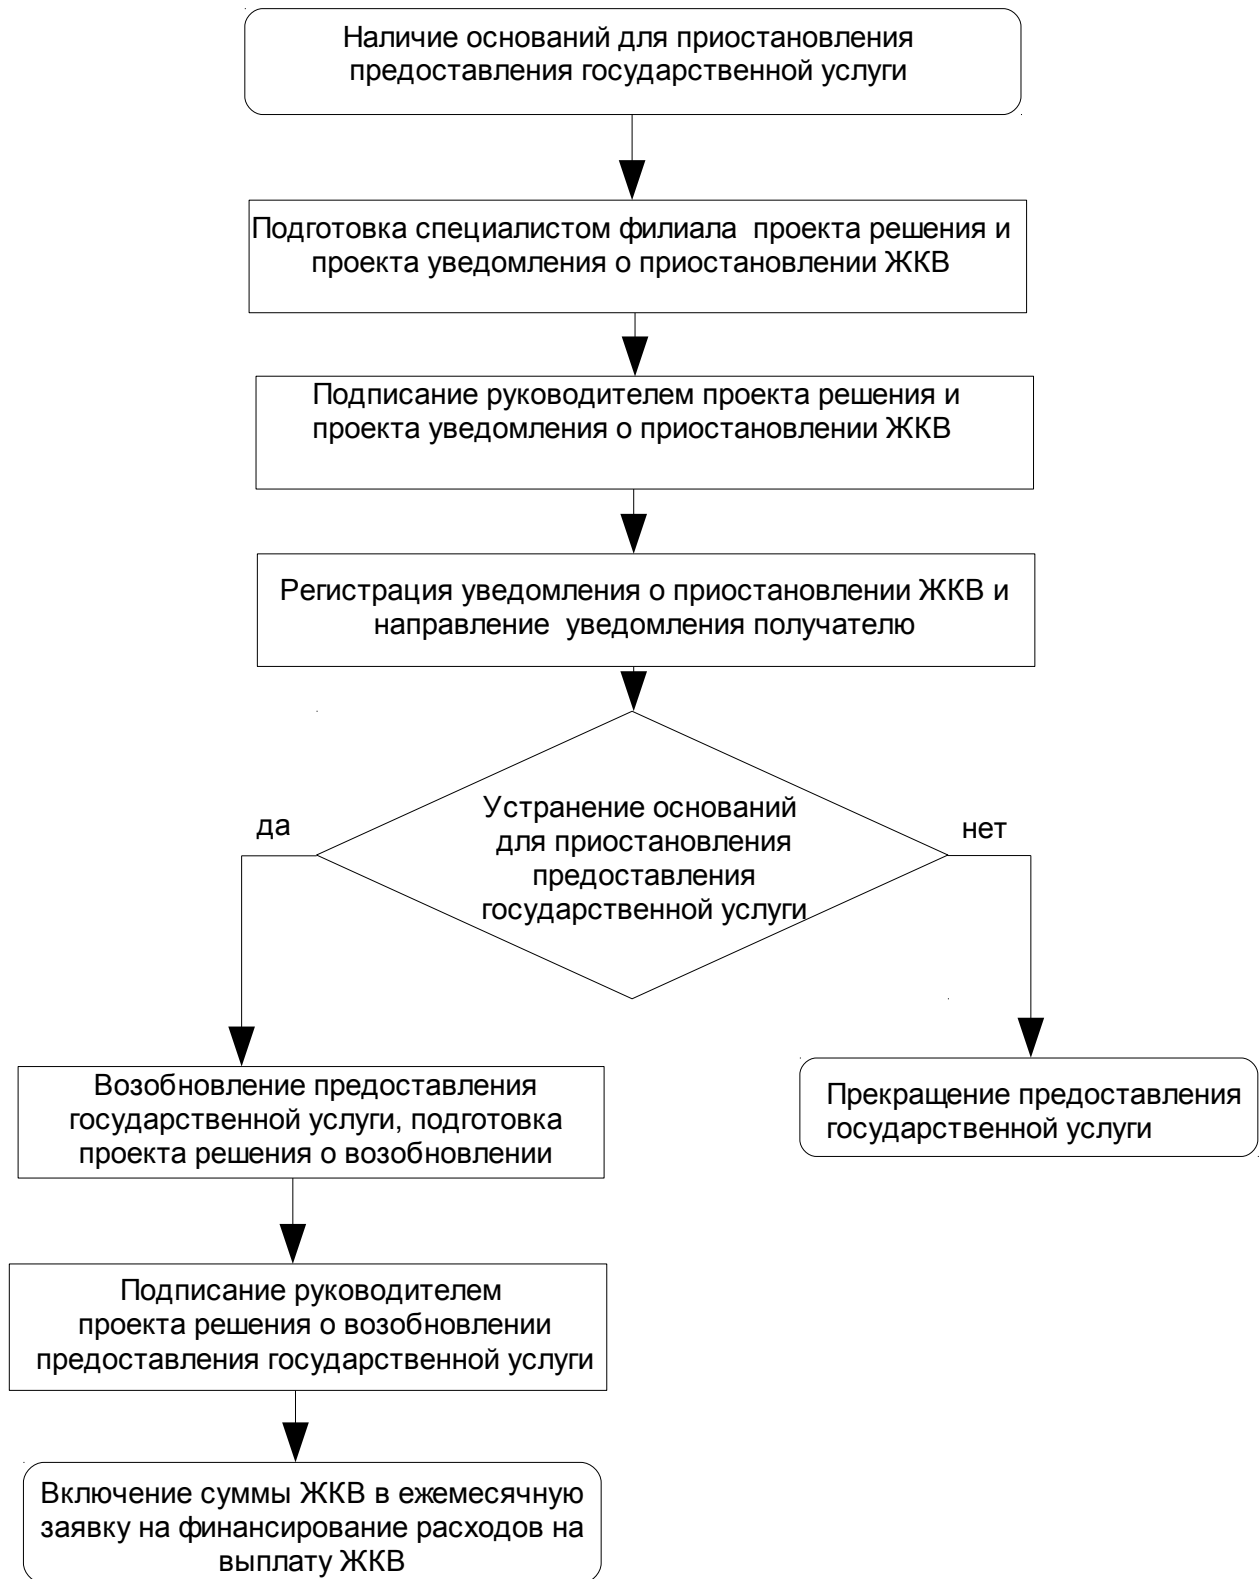 Наличие оснований для приостановления
предоставления государственной услуги
Подготовка специалистом филиала проекта решения и
проекта уведомления о приостановлении ЖКВ
Подписание руководителем проекта решения и
проекта уведомления о приостановлении ЖКВ
Регистрация уведомления о приостановлении ЖКВ и
направление уведомления получателю
Устранение оснований
для приостановления
предоставления
государственной услуги
да
нет
Возобновление предоставления
государственной услуги, подготовка
проекта решения о возобновлении
Прекращение предоставления
государственной услуги
Подписание руководителем
проекта решения о возобновлении
предоставления государственной услуги
Включение суммы ЖКВ в ежемесячную
заявку на финансирование расходов на
выплату ЖКВ